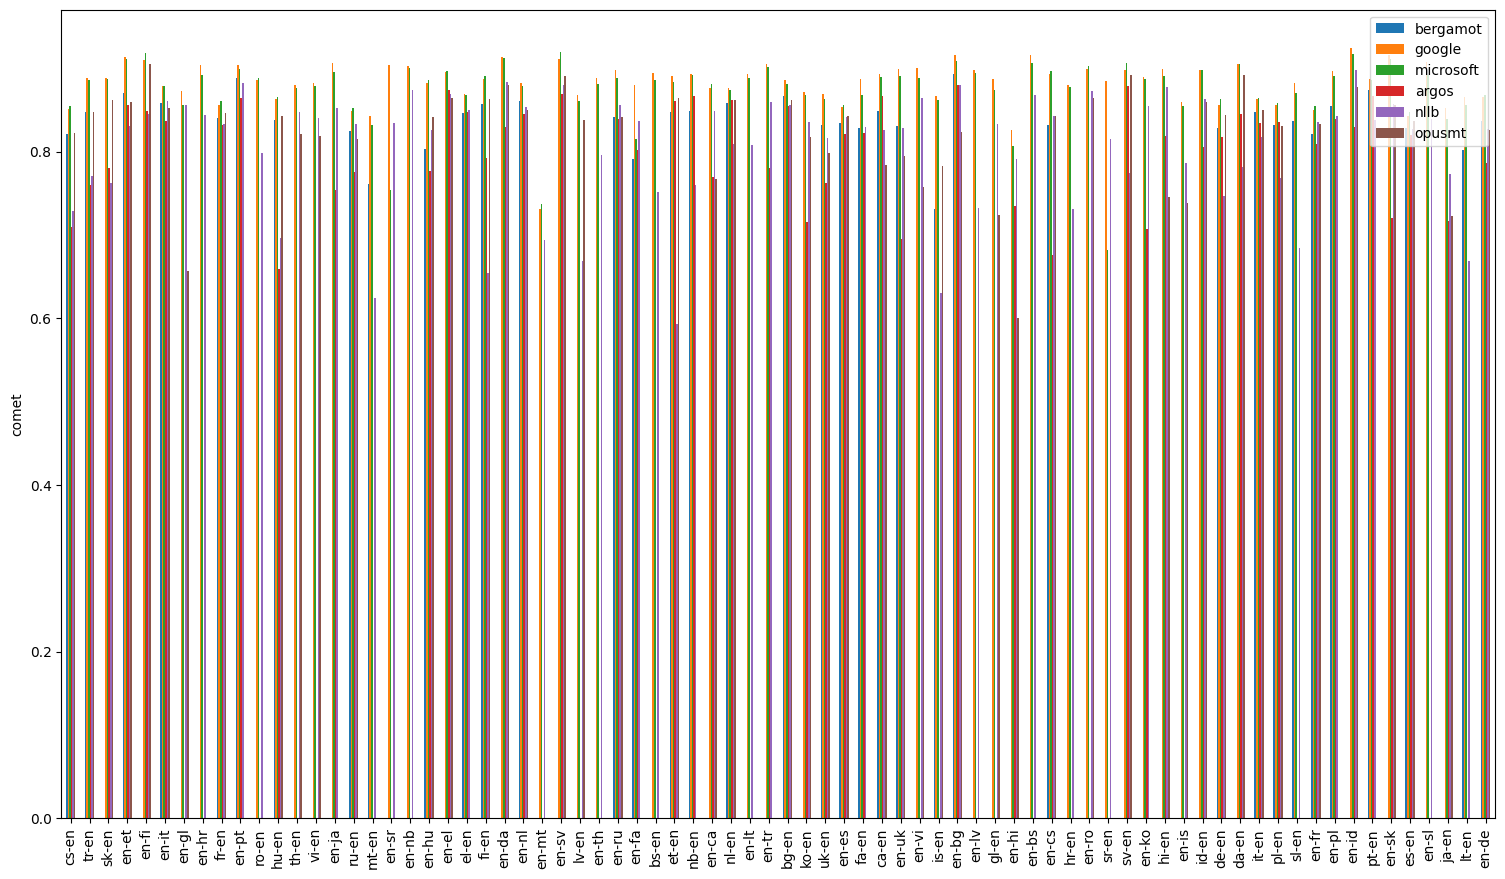 bergamot
google
microsoft
argos
nllb
opusmt
comet
0.8
0.6
0.4
0.2
0.0
cs-en
tr-en
sk-en
en-et
en-fi
en-it
en-gl
en-hr
fr-en
en-pt
ro-en
hu-en
th-en
vi-en
en-ja
ru-en
mt-en
en-sr
en-nb
en-hu
en-el
el-en
fi-en
en-da
en-nl
en-mt
en-sv
lv-en
en-th
en-ru
en-fa
bs-en
et-en
nb-en
en-ca
nl-en
en-lt
en-tr
bg-en
ko-en
uk-en
en-es
fa-en
ca-en
en-uk
en-vi
is-en
en-bg
en-lv
gl-en
en-hi
en-bs
en-cs
hr-en
en-ro
sr-en
sv-en
en-ko
hi-en
en-is
id-en
de-en
da-en
it-en
pl-en
sl-en
en-fr
en-pl
en-id
pt-en
en-sk
es-en
en-sl
ja-en
lt-en
en-de